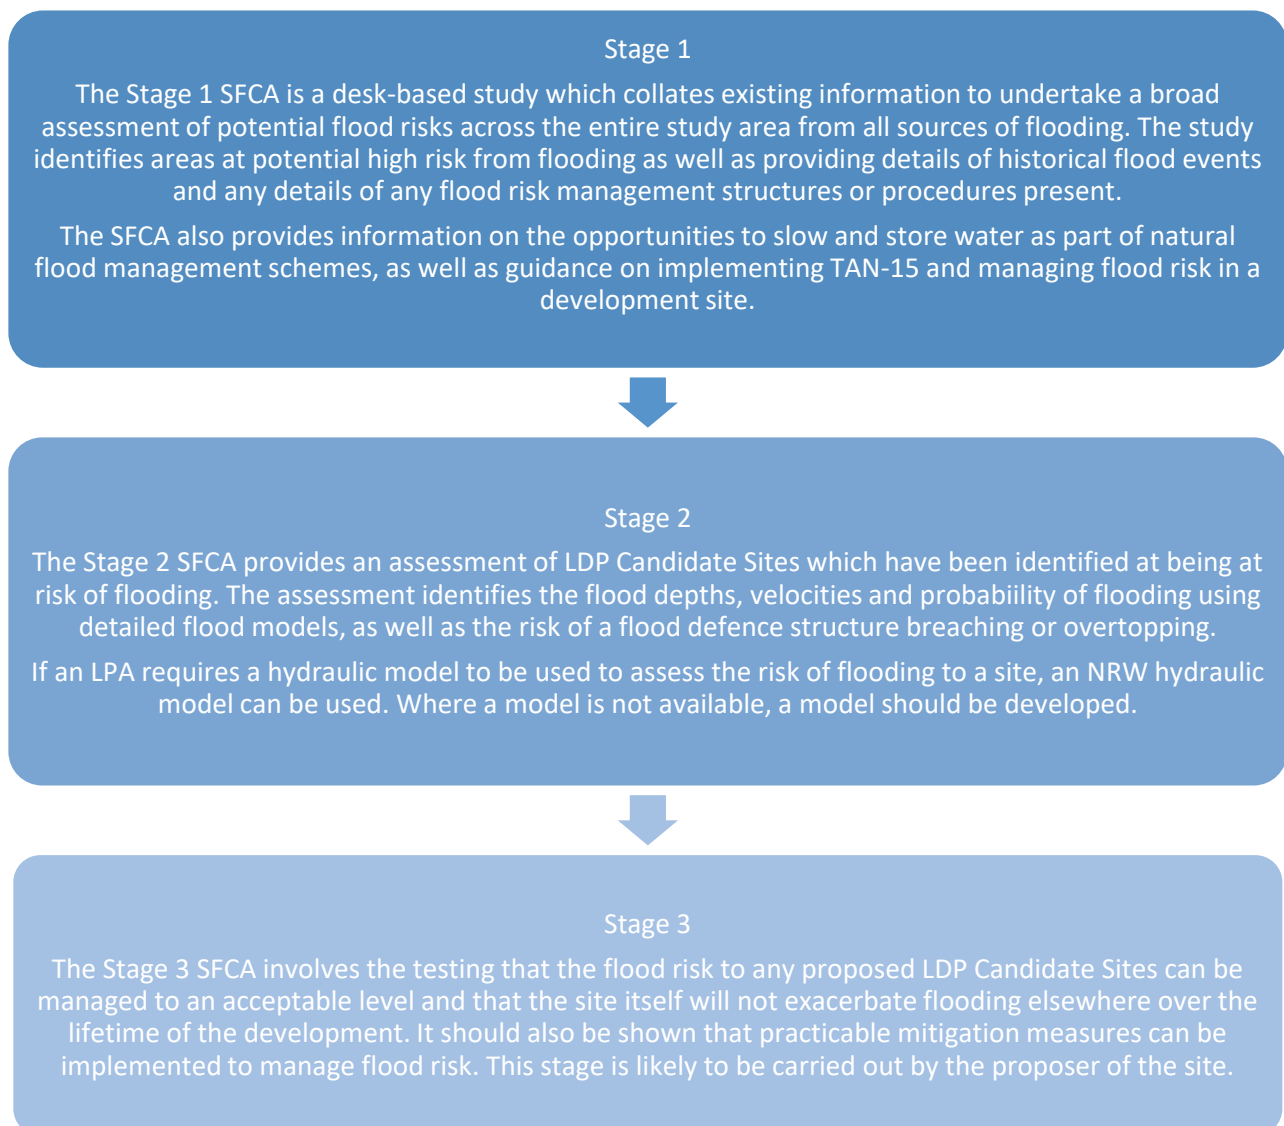 Stage 1
The Stage 1 SFCA is a desk-based study which collates existing information to undertake a broad
assessment of potential flood risks across the entire study area from all sources of flooding. The study
identifies areas at potential high risk from flooding as well as providing details of historical flood events
and any details of any flood risk management structures or procedures present.
The SFCA also provides information on the opportunities to slow and store water as part of natural
flood management schemes, as well as guidance on implementing TAN-15 and managing flood risk in a
development site.
Stage 2
The Stage 2 SFCA provides an assessment of LDP Candidate Sites which have been identified at being at
risk of flooding. The assessment identifies the flood depths, velocities and probabiility of flooding using
detailed flood models, as well as the risk of a flood defence structure breaching or overtopping.
If an LPA requires a hydraulic model to be used to assess the risk of flooding to a site, an NRW hydraulic
model can be used. Where a model is not available, a model should be developed.
Stage 3
The Stage 3 SFCA involves the testing that the flood risk to any proposed LDP Candidate Sites can be
managed to an acceptable level and that the site itself will not exacerbate flooding elsewhere over the
lifetime of the development. It should also be shown that practicable mitigation measures can be
implemented to manage flood risk. This stage is likely to be carried out by the proposer of the site.